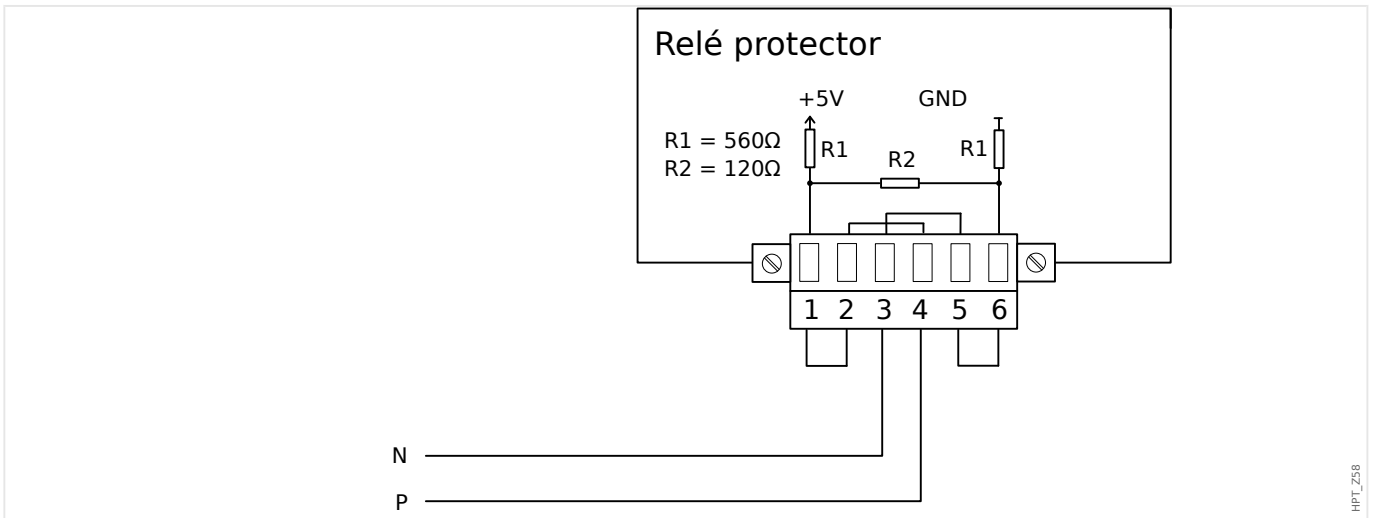 Relé protector
+5V GND
R1 = 560Ω
R2 = 120Ω
R1 R2 R1
1 2 3 4 5 6
N
P
HPT_Z58